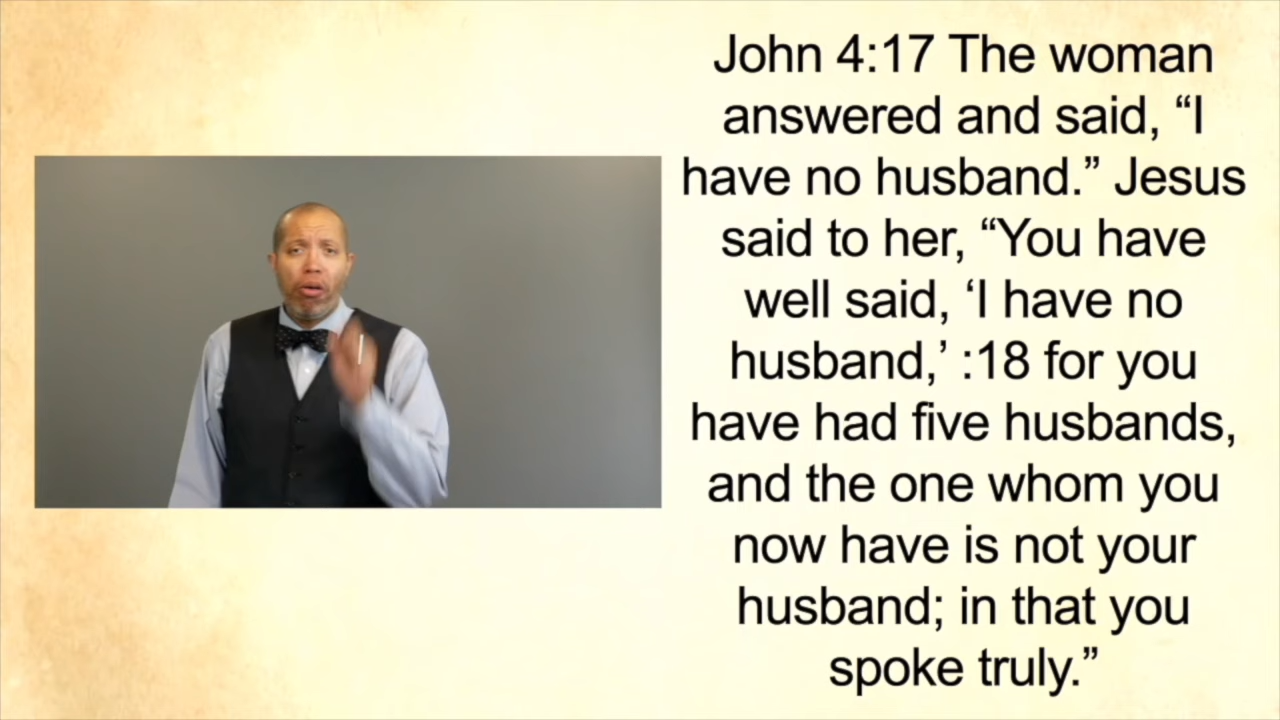 John 4:17 The woman
answered and said, “I
have no husband.” Jesus
said to her, “You have
well said, ‘I have no
husband,’ :18 for you
have had five husbands,
and the one whom you
now have is not your
husband; in that you
spoke truly.”